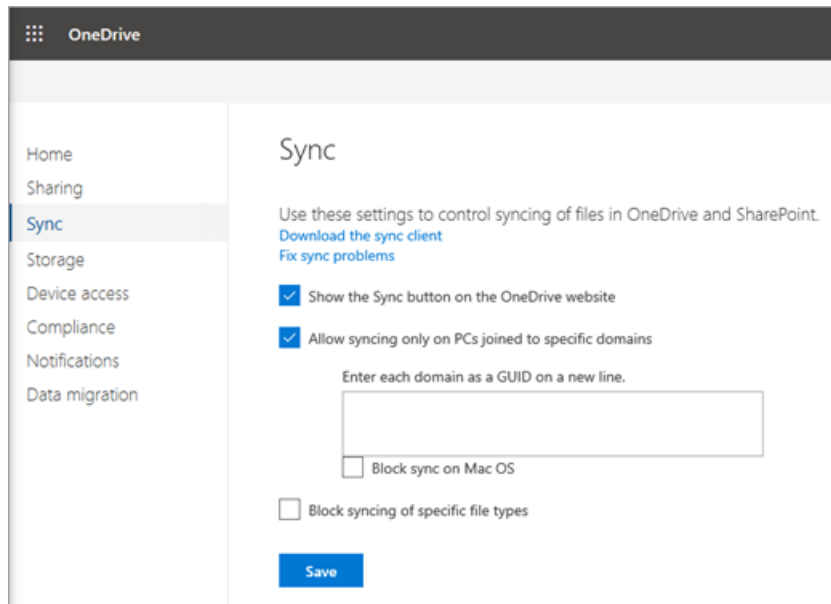 OneDrive
Home
Sharing
Sync
Storage
Device access
Compliance
Notifications
Data migration
Sync
Use these settings to control syncing of files in OneDrive and SharePoint.
Download the sync client
Fix sync problems
Show the Sync button on the OneDrive website
Allow syncing only on PCs joined to specific domains
Enter each domain as a GUID on a new line.
Block sync on Mac OS
Block syncing of specific file types
Save